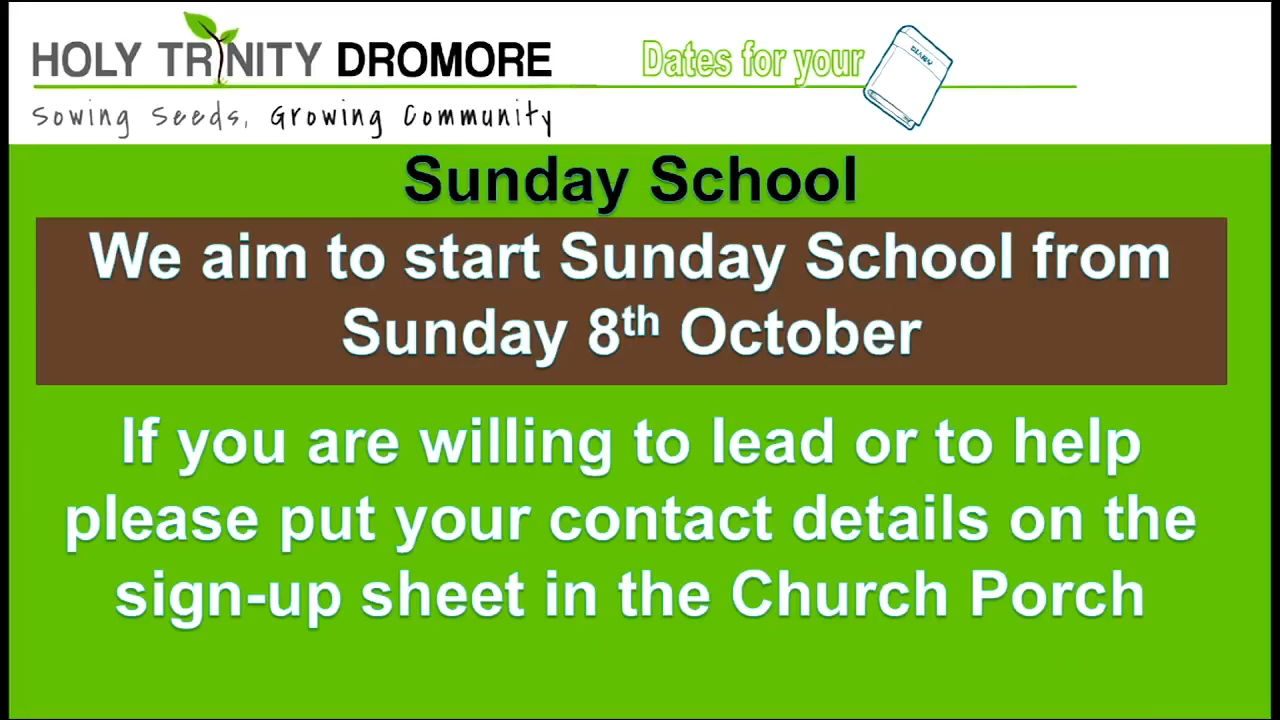 HOLY TRINITY DROMORE
Sowing Seeds, Growing Community
Dates for your
DIARY
Sunday School
We aim to start Sunday School from
Sunday 8th October
If you are willing to lead or to help
please put your contact details on the
sign-up sheet in the Church Porch